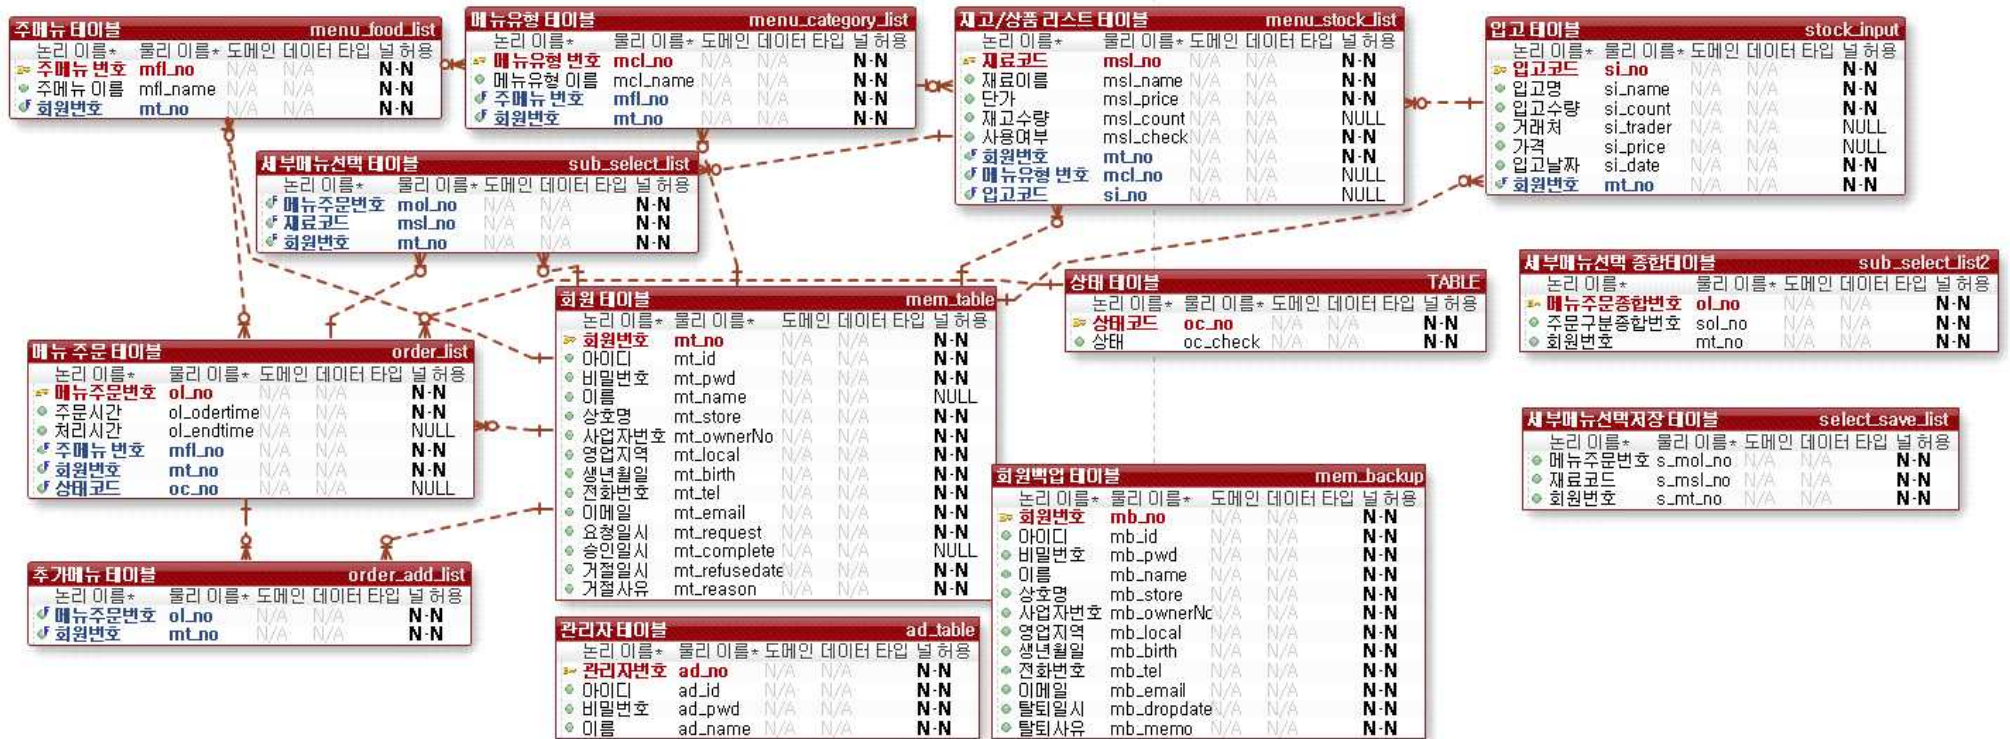 주메뉴 테이블 menu_food_list
논리 이름* 물리 이름* 도메인 데이터 타입 널 허용
주메뉴 번호 mfl_no N/A N/A N-N
주메뉴 이름 mfl_name N/A N/A N-N
회원번호 mt_no N/A N/A N-N
메뉴유형 테이블 menu_category_list
논리 이름* 물리 이름* 도메인 데이터 타입 널 허용
메뉴유형 번호 mcl_no N/A N/A N-N
메뉴유형 이름 mcl_name N/A N/A N-N
주메뉴 번호 mfl_no N/A N/A N-N
회원번호 mt_no N/A N/A N-N
재고/상품 리스트 테이블 menu_stock_list
논리 이름* 물리 이름* 도메인 데이터 타입 널 허용
재료코드 msl_no N/A N/A N-N
재료이름 msl_name N/A N/A N-N
단가 msl_price N/A N/A N-N
재고수량 msl_count N/A N/A NULL
사용여부 msl_check N/A N/A N-N
회원번호 mt_no N/A N/A N-N
메뉴유형 번호 mcl_no N/A N/A NULL
입고코드 si_no N/A N/A NULL
입고 테이블 stock_input
논리 이름* 물리 이름* 도메인 데이터 타입 널 허용
입고코드 si_no N/A N/A N-N
입고명 si_name N/A N/A N-N
입고수량 si_count N/A N/A N-N
거래처 si_trader N/A N/A NULL
가격 si_price N/A N/A NULL
입고날짜 si_date N/A N/A N-N
회원번호 mt_no N/A N/A N-N
세부메뉴선택 테이블 sub_select_list
논리 이름* 물리 이름* 도메인 데이터 타입 널 허용
메뉴주문번호 mol_no N/A N/A N-N
재료코드 msl_no N/A N/A N-N
회원번호 mt_no N/A N/A N-N
회원 테이블 mem_table
논리 이름* 물리 이름* 도메인 데이터 타입 널 허용
회원번호 mt_no N/A N/A N-N
아이디 mt_id N/A N/A N-N
비밀번호 mt_pwd N/A N/A N-N
이름 mt_name N/A N/A NULL
상호명 mt_store N/A N/A N-N
사업자번호 mt_ownerNo N/A N/A N-N
영업지역 mt_local N/A N/A N-N
생년월일 mt_birth N/A N/A N-N
전화번호 mt_tel N/A N/A N-N
이메일 mt_email N/A N/A N-N
요청일시 mt_request N/A N/A N-N
승인일시 mt_complete N/A N/A NULL
거절일시 mt_refusedate N/A N/A N-N
거절사유 mt_reason N/A N/A N-N
상태 테이블 TABLE
논리 이름* 물리 이름* 도메인 데이터 타입 널 허용
상태코드 oc_no N/A N/A N-N
상태 oc_check N/A N/A N-N
세부메뉴선택 종합테이블 sub_select_list2
논리 이름* 물리 이름* 도메인 데이터 타입 널 허용
메뉴주문종합번호 ol_no N/A N/A N-N
주문구분종합번호 sol_no N/A N/A N-N
회원번호 mt_no N/A N/A N-N
메뉴 주문 테이블 order_list
논리 이름* 물리 이름* 도메인 데이터 타입 널 허용
메뉴주문번호 ol_no N/A N/A N-N
주문시간 ol_odertime N/A N/A N-N
처리시간 ol_endtime N/A N/A NULL
주메뉴 번호 mfl_no N/A N/A N-N
회원번호 mt_no N/A N/A N-N
상태코드 oc_no N/A N/A NULL
세부메뉴선택저장 테이블 select_save_list
논리 이름* 물리 이름* 도메인 데이터 타입 널 허용
메뉴주문번호 s_mol_no N/A N/A N-N
재료코드 s_msl_no N/A N/A N-N
회원번호 s_mt_no N/A N/A N-N
회원백업 테이블 mem_backup
논리 이름* 물리 이름* 도메인 데이터 타입 널 허용
회원번호 mb_no N/A N/A N-N
아이디 mb_id N/A N/A N-N
비밀번호 mb_pwd N/A N/A N-N
이름 mb_name N/A N/A N-N
상호명 mb_store N/A N/A N-N
사업자번호 mb_ownerNo N/A N/A N-N
영업지역 mb_local N/A N/A N-N
생년월일 mb_birth N/A N/A N-N
전화번호 mb_tel N/A N/A N-N
이메일 mb_email N/A N/A N-N
탈퇴일시 mb_dropdate N/A N/A N-N
탈퇴사유 mb_memo N/A N/A N-N
추가메뉴 테이블 order_add_list
논리 이름* 물리 이름* 도메인 데이터 타입 널 허용
메뉴주문번호 ol_no N/A N/A N-N
회원번호 mt_no N/A N/A N-N
관리자 테이블 ad_table
논리 이름* 물리 이름* 도메인 데이터 타입 널 허용
관리자번호 ad_no N/A N/A N-N
아이디 ad_id N/A N/A N-N
비밀번호 ad_pwd N/A N/A N-N
이름 ad_name N/A N/A N-N